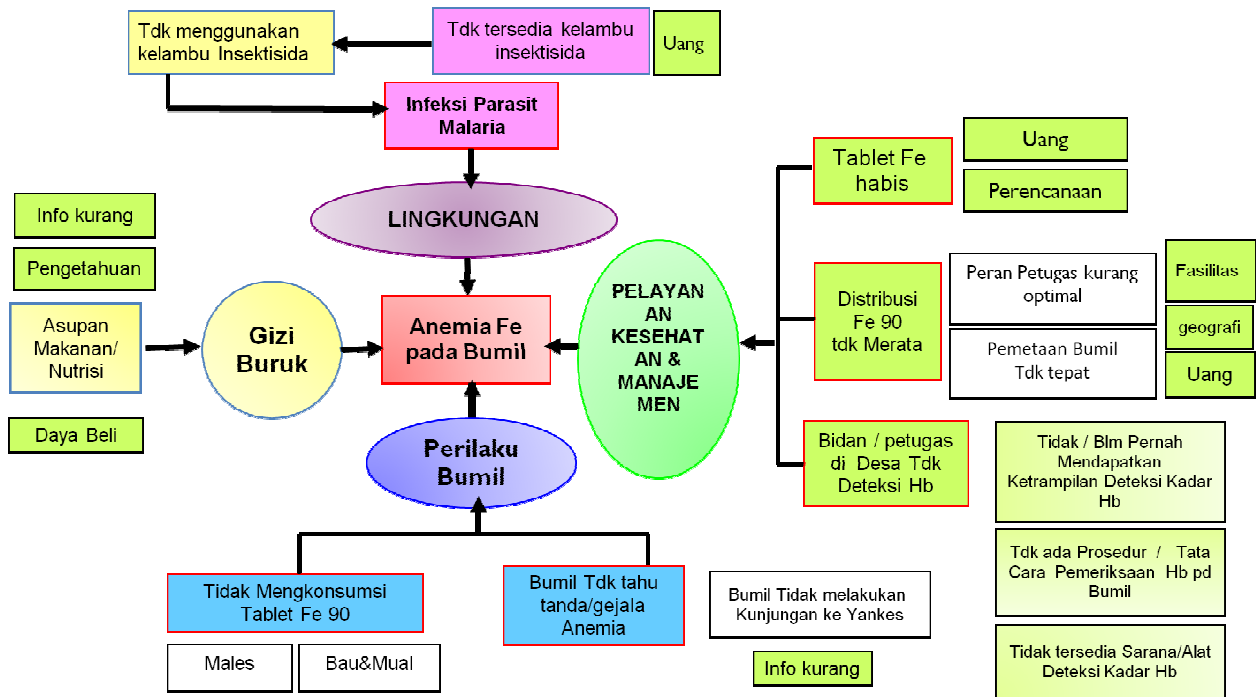 Tdk menggunakan
kelambu Insektisida
Tdk tersedia kelambu
insektisida
Uang
Infeksi Parasit
Malaria
LINGKUNGAN
Info kurang
Pengetahuan
Asupan
Makanan/
Nutrisi
Daya Beli
Gizi
Buruk
Anemia Fe
pada Bumil
PELAYAN
AN
KESEHAT
AN &
MANAJE
MEN
Tablet Fe
habis
Uang
Perencanaan
Distribusi
Fe 90
tdk Merata
Peran Petugas kurang
optimal
Pemetaan Bumil
Tdk tepat
Fasilitas
geografi
Uang
Bidan / petugas
di Desa Tdk
Deteksi Hb
Tidak / Blm Pernah
Mendapatkan
Ketrampilan Deteksi Kadar
Hb
Tdk ada Prosedur / Tata
Cara Pemeriksaan Hb pd
Bumil
Tidak tersedia Sarana/Alat
Deteksi Kadar Hb
Perilaku
Bumil
Tidak Mengkonsumsi
Tablet Fe 90
Males
Bau&Mual
Bumil Tdk tahu
tanda/gejala
Anemia
Bumil Tidak melakukan
Kunjungan ke Yankes
Info kurang